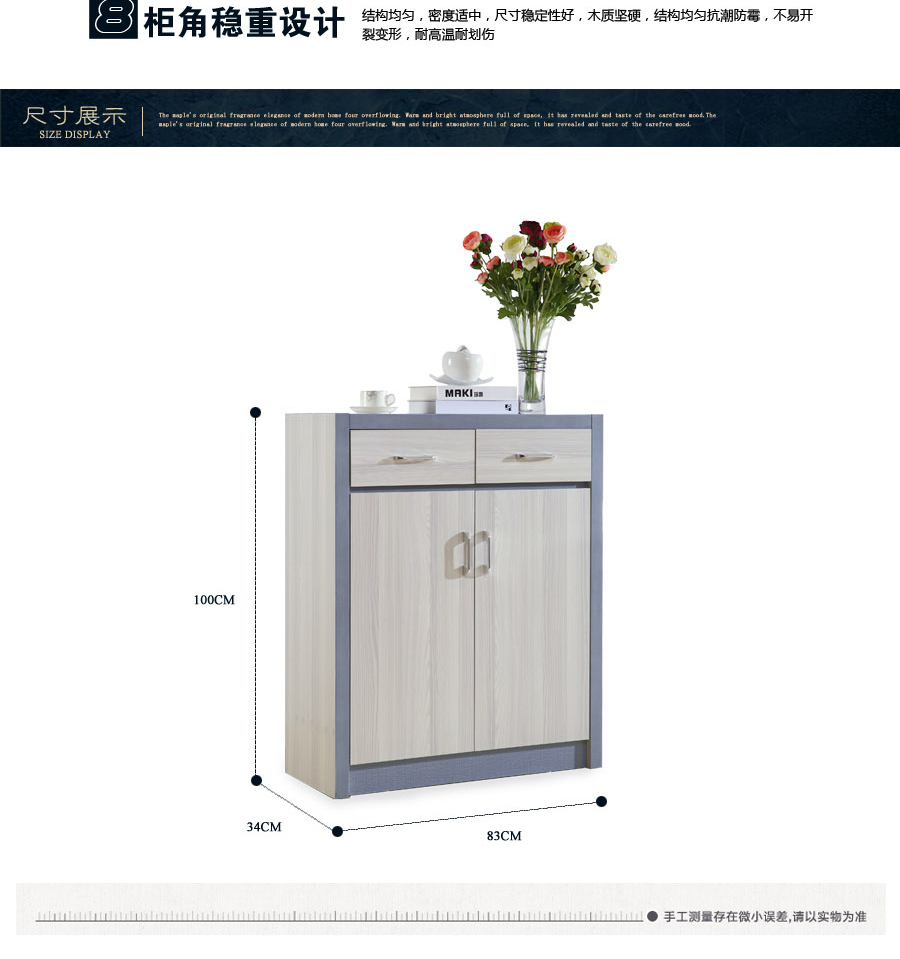 8 柜角稳重设计
结构均匀，密度适中，尺寸稳定性好，木质坚硬，结构均匀抗潮防霉，不易开
裂变形，耐高温耐划伤
尺寸展示
SIZE DISPLAY
The maple's original fragrance elegance of modern home four overflowing. Warm and bright atmosphere full of space, it has revealed and taste of the carefree mood.The
maple's original fragrance elegance of modern home four overflowing. Warm and bright atmosphere full of space, it has revealed and taste of the carefree mood.
MAKI
100CM
34CM
83CM
手工测量存在微小误差,请以实物为准